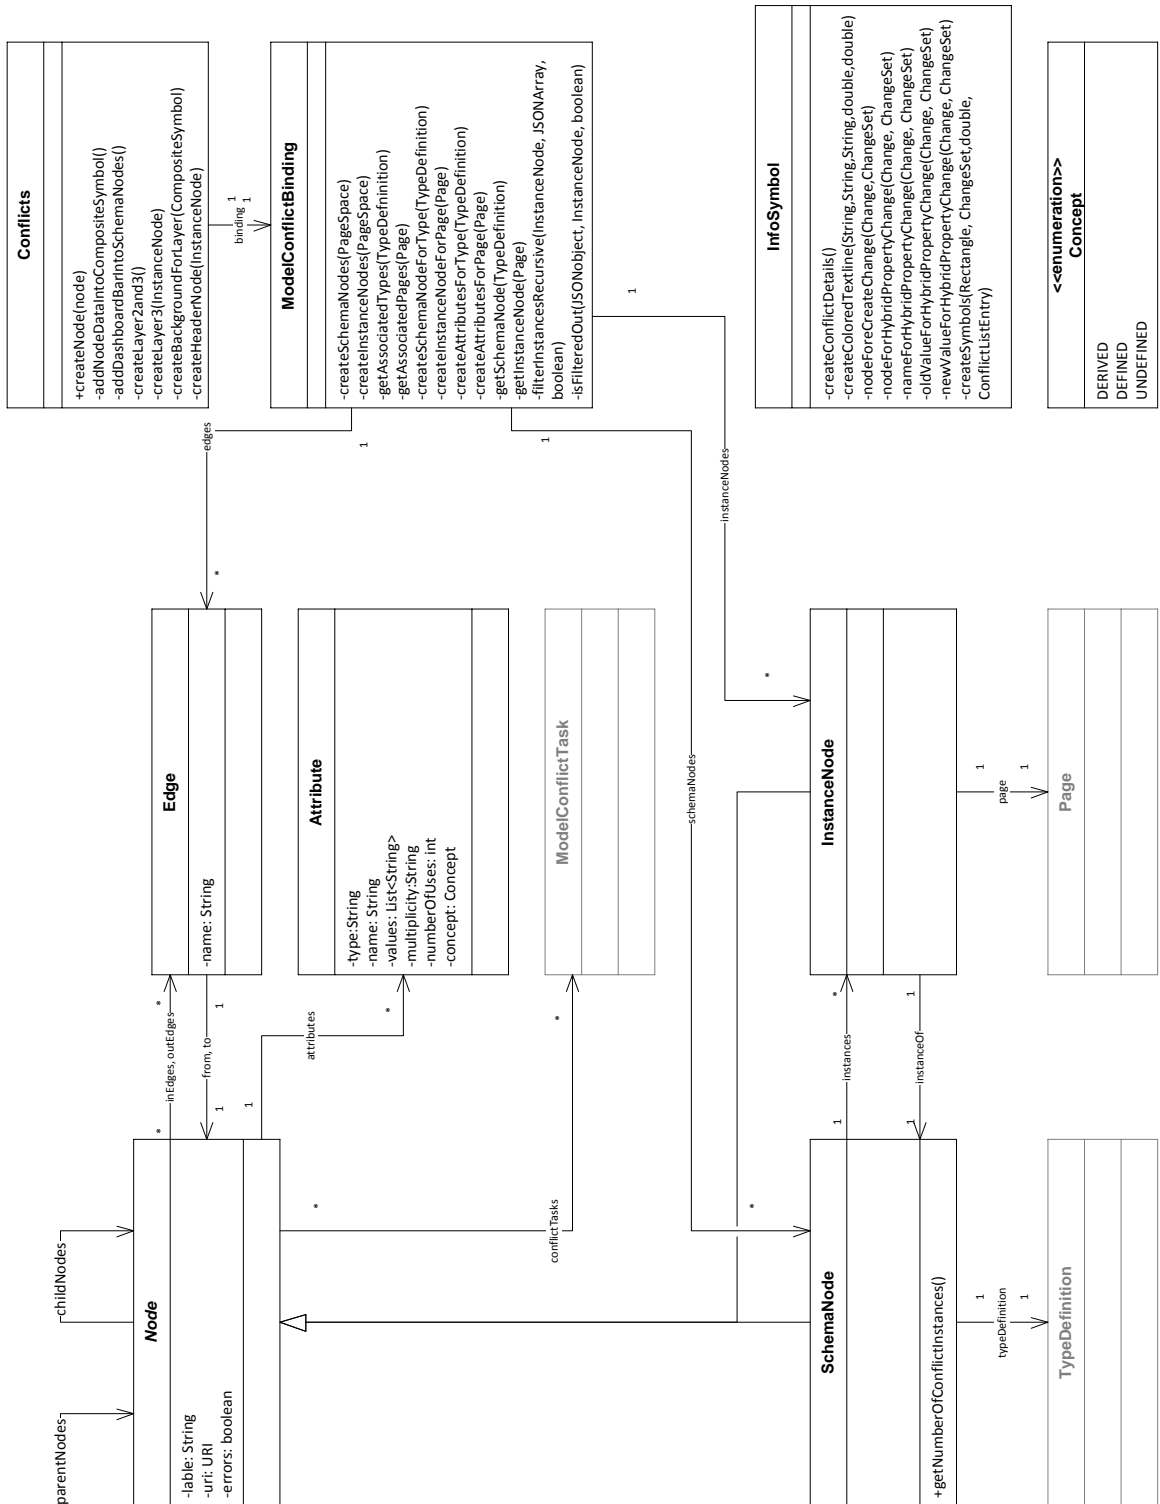 parentNodes
childNodes
Node
-lable: String
-uri: URI
-errors: boolean
*
inEdges, outEdges
*
1
from, to
1
1
attributes
*
*
conflictTasks
*
Edge
-name: String
*
edges
1
Attribute
-type:String
-name: String
-values: List<String>
-multiplicity:String
-numberOfUses: int
-concept: Concept
ModelConflictTask
Conflicts
+createNode(node)
-addNodeDataIntoCompositeSymbol()
-addDashboardBarIntoSchemaNodes()
-createLayer2and3()
-createLayer3(InstanceNode)
-createBackgroundForLayer(CompositeSymbol)
-createHeaderNode(InstanceNode)
1
binding
1
ModelConflictBinding
-createSchemaNodes(PageSpace)
-createInstanceNodes(PageSpace)
-getAssociatedTypes(TypeDefninition)
-getAssociatedPages(Page)
-createSchemaNodeForType(TypeDefinition)
-createInstanceNodeForPage(Page)
-createAttributesForType(TypeDefinition)
-createAttributesForPage(Page)
-getSchemaNode(TypeDefinition)
-getInstanceNode(Page)
-filterInstancesRecursive(InstanceNode, JSONArray,
boolean)
-isFilteredOut(JSONObject, InstanceNode, boolean)
1
schemaNodes
*
1
instanceNodes
*
SchemaNode
+getNumberOfConflictInstances()
1
instances
*
1
instanceOf
1
InstanceNode
1
typeDefinition
1
TypeDefinition
1
page
1
Page
InfoSymbol
-createConflictDetails()
-createColoredTextline(String,String,String,double,double)
-nodeForeCreateChange(Change,ChangeSet)
-nodeForHybridPropertyChange(Change, ChangeSet)
-nameForHybridPropertyChange(Change, ChangeSet)
-oldValueForHybridPropertyChange(Change, ChangeSet)
-newValueForHybridPropertyChange(Change, ChangeSet)
-createSymbols(Rectangle, ChangeSet,double,
ConflictListEntry)
<<enumeration>>
Concept
DERIVED
DEFINED
UNDEFINED